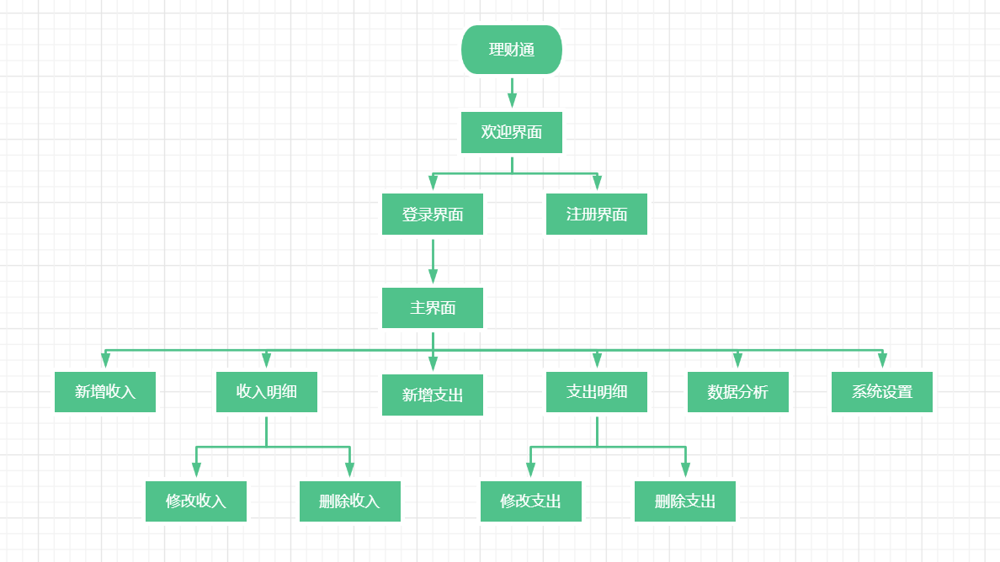 理财通
欢迎界面
登录界面
注册界面
主界面
新增收入
收入明细
新增支出
支出明细
数据分析
系统设置
修改收入
删除收入
修改支出
删除支出